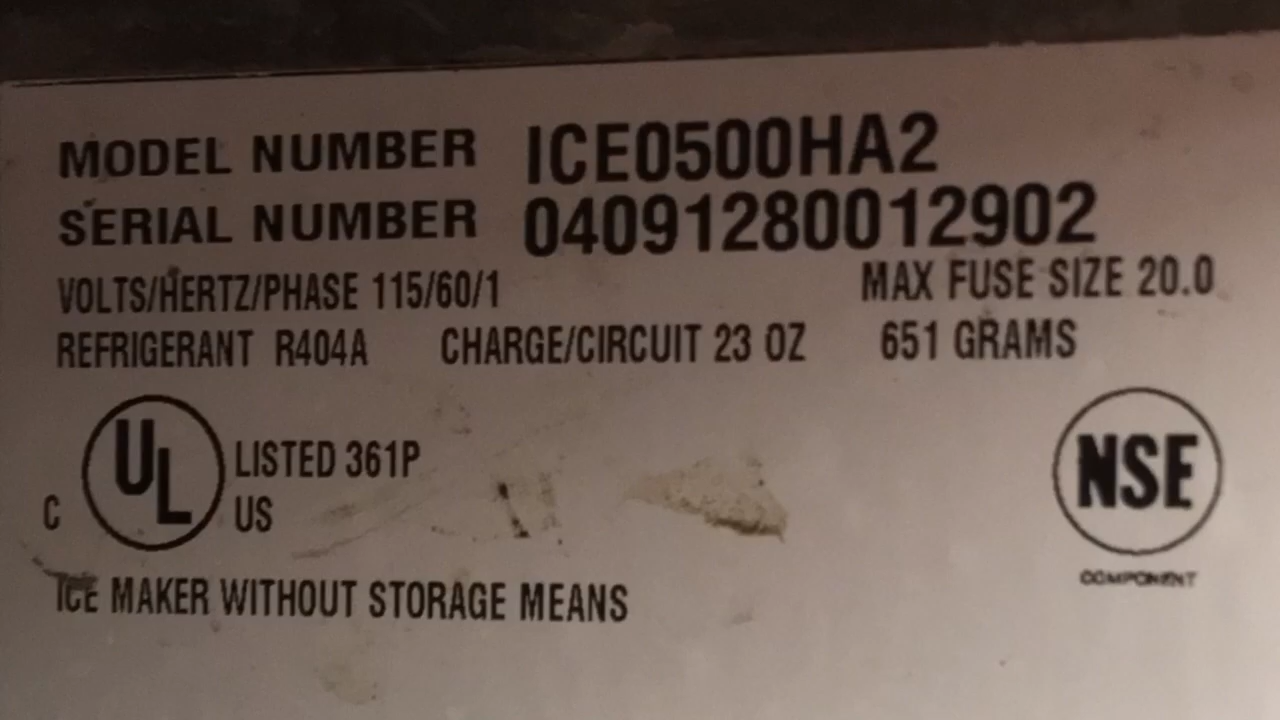 MODEL NUMBER ICE0500HA2
SERIAL NUMBER 04091280012902
VOLTS/HERTZ/PHASE 115/60/1 MAX FUSE SIZE 20.0
REFRIGERANT R404A CHARGE/CIRCUIT 23 OZ 651 GRAMS
UL LISTED 361P
C US
NSE
COMPONENT
ICE MAKER WITHOUT STORAGE MEANS